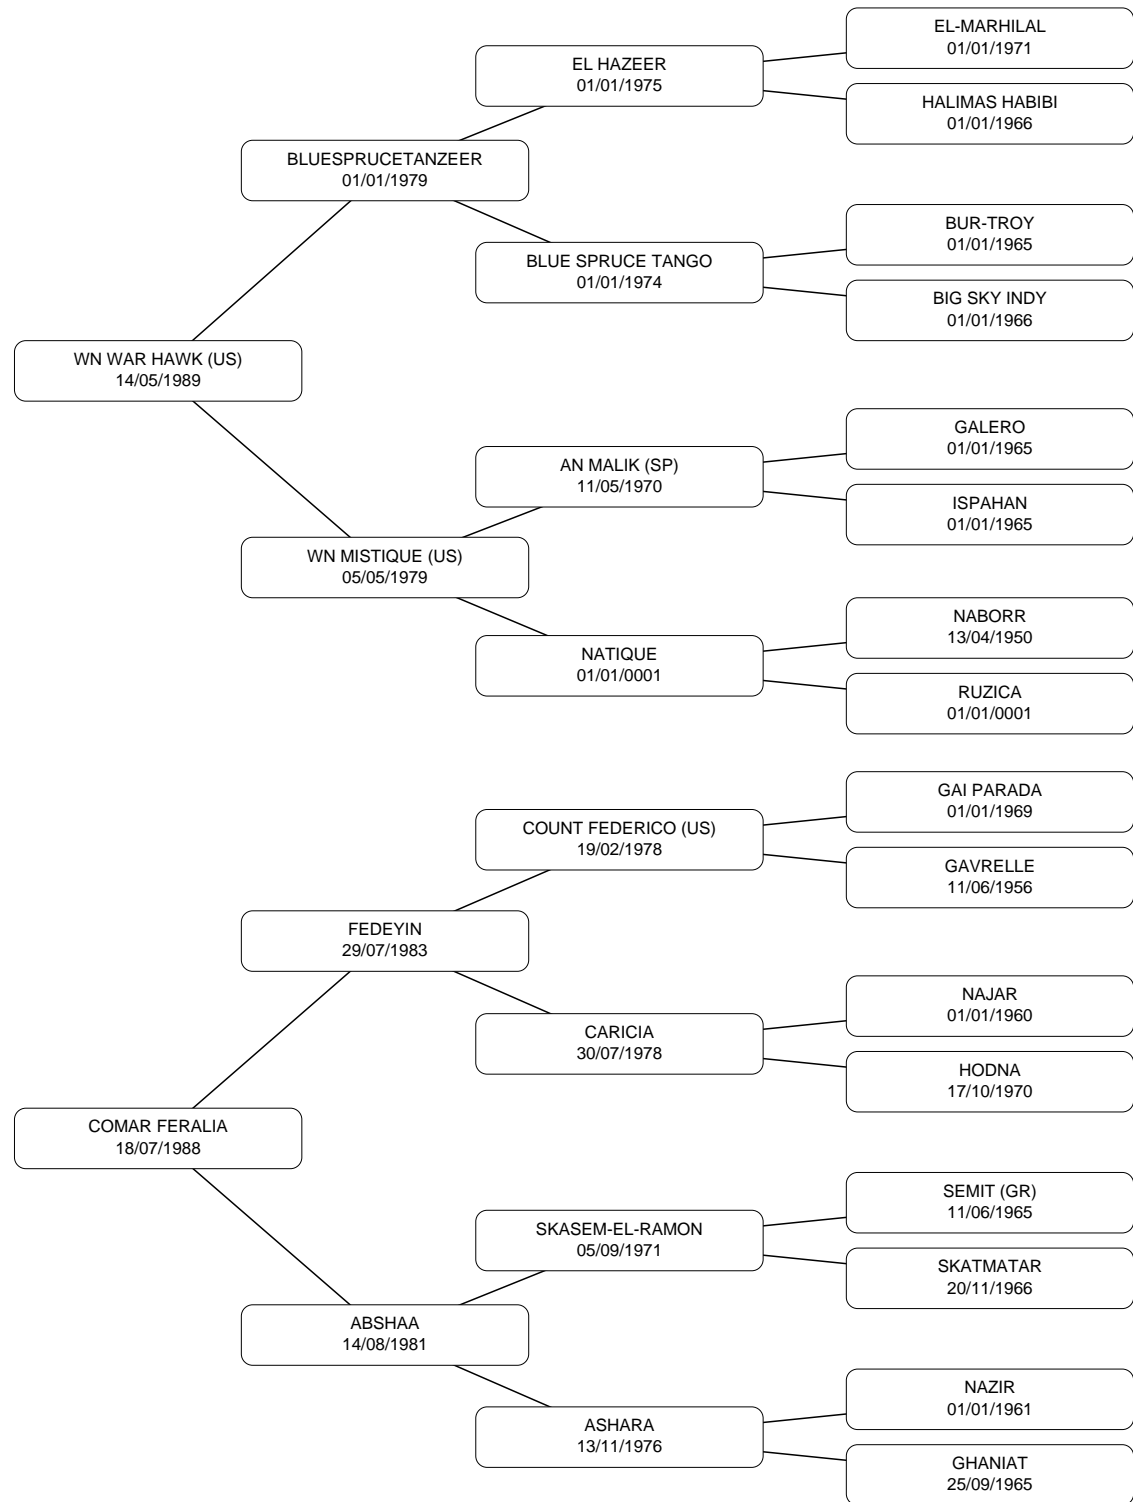 EL-MARHILAL
01/01/1971
EL HAZEER
01/01/1975
HALIMAS HABIBI
01/01/1966
BLUESPRUCETANZEER
01/01/1979
BUR-TROY
01/01/1965
BLUE SPRUCE TANGO
01/01/1974
BIG SKY INDY
01/01/1966
WN WAR HAWK (US)
14/05/1989
GALERO
01/01/1965
AN MALIK (SP)
11/05/1970
ISPAHAN
01/01/1965
WN MISTIQUE (US)
05/05/1979
NABORR
13/04/1950
NATIQUE
01/01/0001
RUZICA
01/01/0001
GAI PARADA
01/01/1969
COUNT FEDERICO (US)
19/02/1978
GAVRELLE
11/06/1956
FEDEYIN
29/07/1983
NAJAR
01/01/1960
CARICIA
30/07/1978
HODNA
17/10/1970
COMAR FERALIA
18/07/1988
SEMIT (GR)
11/06/1965
SKASEM-EL-RAMON
05/09/1971
SKATMATAR
20/11/1966
ABSHAA
14/08/1981
NAZIR
01/01/1961
ASHARA
13/11/1976
GHANIAT
25/09/1965